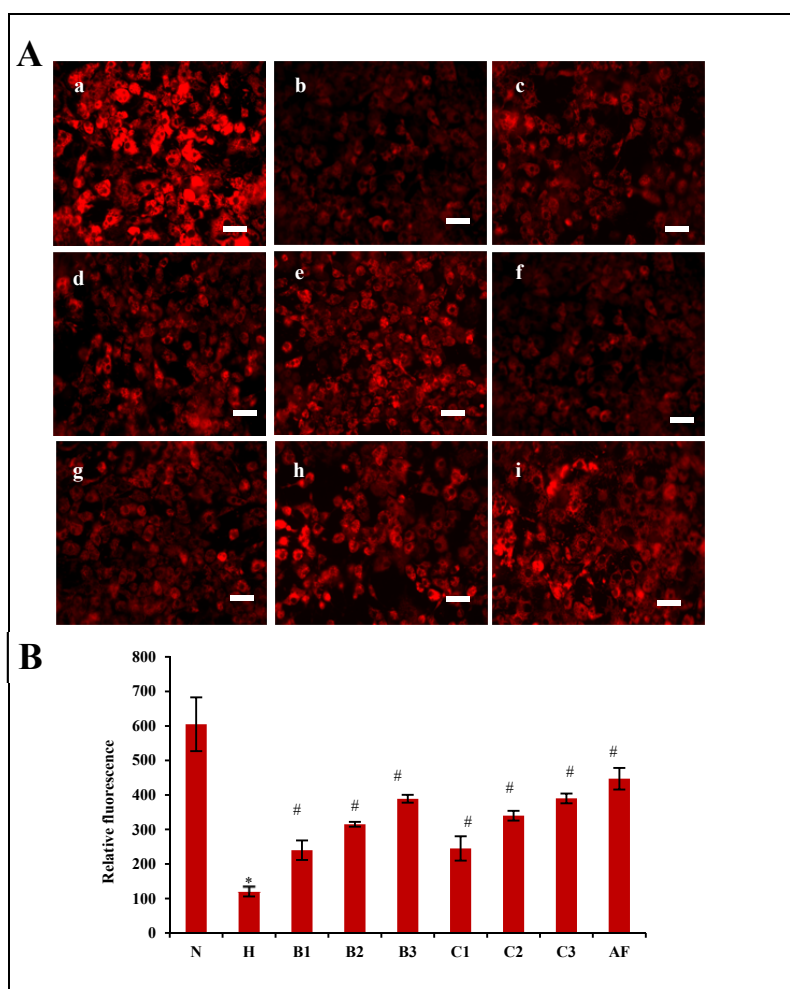 A
a b c
d e f
g h i
B
800
700
600
500
400
300
200
100
0
Relative fluorescence
* # # # # # # #
N H B1 B2 B3 C1 C2 C3 AF